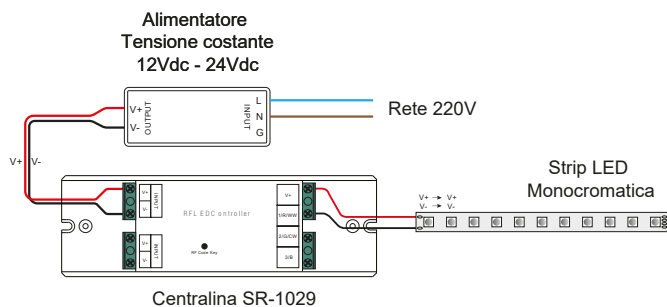 Alimentatore
Tensione costante
12Vdc - 24Vdc
V+
V-
OUTPUT
INPUT
L
N
G
Rete 220V
V+
V-
V+
V-
INPUT
V+
V-
INPUT
RFL EDC ontroller
RF Code Key
V+
1/R/WW
2/G/CW
3/B
Strip LED
Monocromatica
V+ → V+
V- → V-
Centralina SR-1029